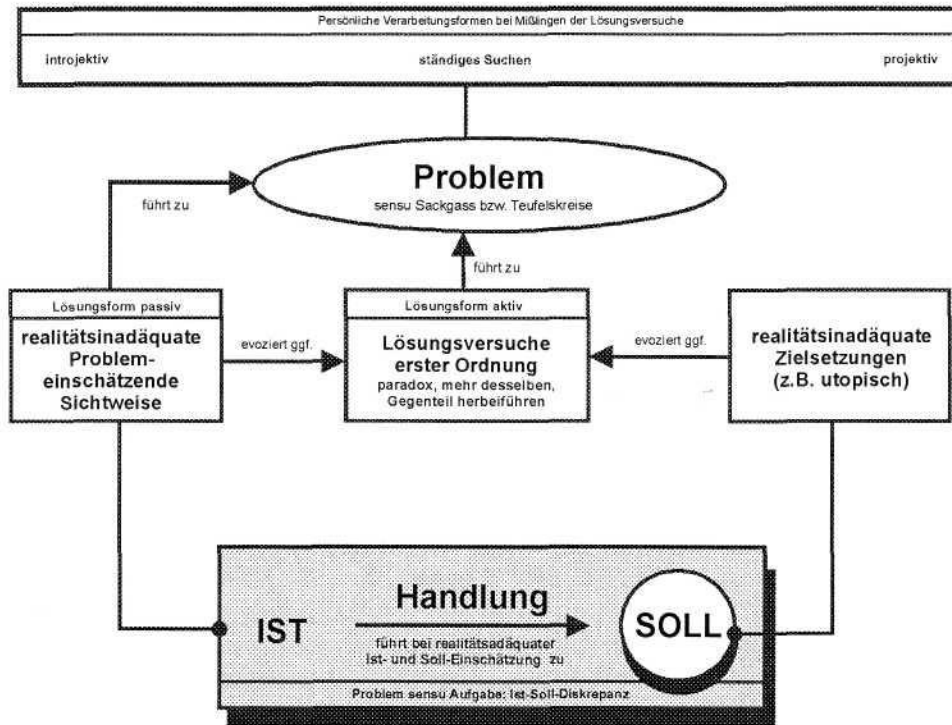 Persönliche Verarbeitungsformen bei Mißlingen der Lösungsversuche
introjektiv ständiges Suchen projektiv
Problem
sensu Sackgass bzw. Teufelskreise
führt zu
führt zu
Lösungsform passiv
realitätsinadäquate
Problem-
einschätzende
Sichtweise
evoziert ggf.
Lösungsform aktiv
Lösungsversuche
erster Ordnung
paradox, mehr desselben,
Gegenteil herbeiführen
evoziert ggf.
realitätsinadäquate
Zielsetzungen
(z.B. utopisch)
IST
Handlung
führt bei realitätsadäquater
Ist- und Soll-Einschätzung zu
SOLL
Problem sensu Aufgabe: Ist-Soll-Diskrepanz